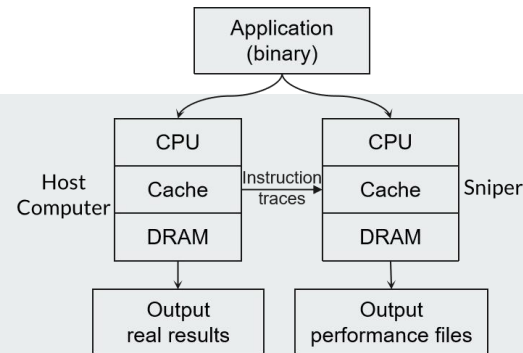 Application
(binary)
Host
Computer
CPU
Cache
DRAM
Instruction
traces
CPU
Cache
DRAM
Sniper
Output
real results
Output
performance files